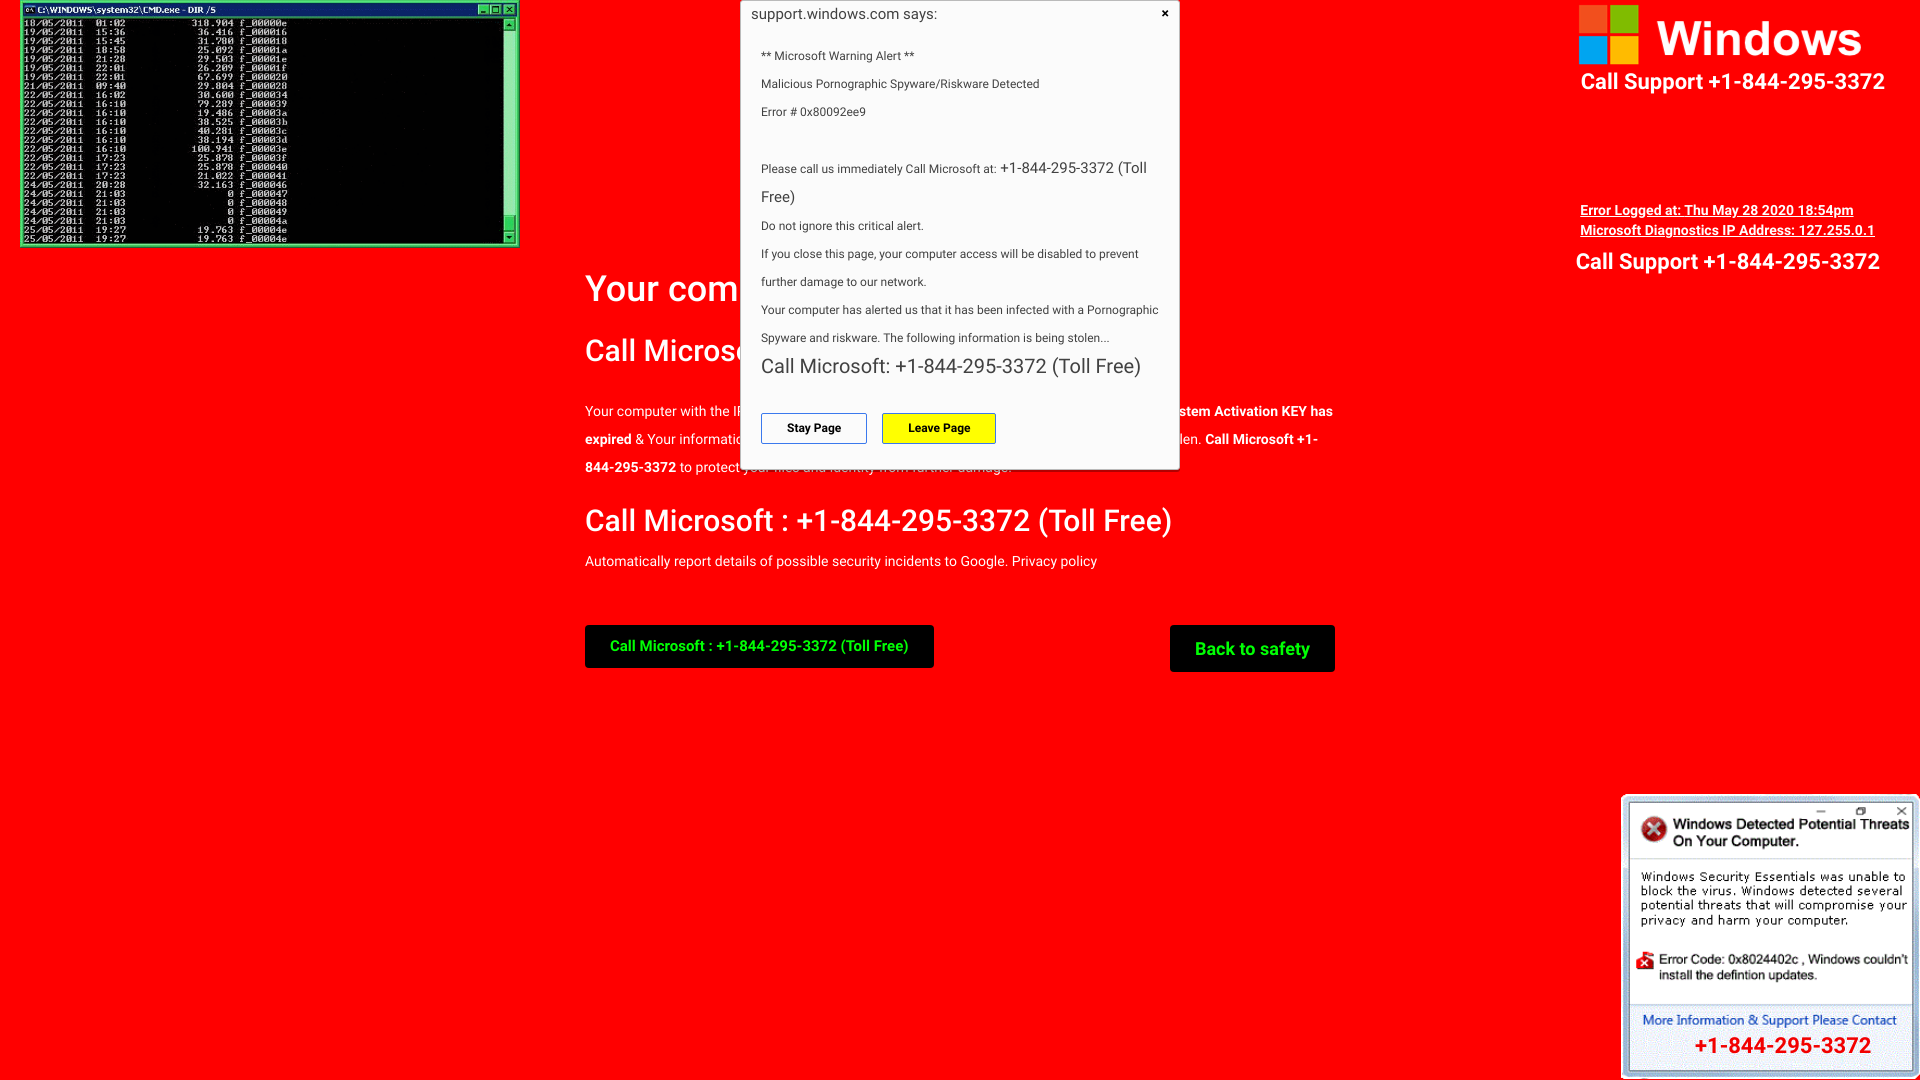 C:\WINDOWS\system32\CMD.exe - DIR /S
18/05/2011 01:02 318.904 f_00000e
19/05/2011 15:36 36.416 f_000016
19/05/2011 15:45 31.780 f_000018
19/05/2011 18:58 25.092 f_00001a
19/05/2011 21:28 29.503 f_00001e
19/05/2011 22:01 26.209 f_00001f
19/05/2011 22:01 67.699 f_000020
21/05/2011 09:40 29.804 f_000028
22/05/2011 16:02 30.600 f_000034
22/05/2011 16:10 79.289 f_000039
22/05/2011 16:10 19.486 f_00003a
22/05/2011 16:10 38.525 f_00003b
22/05/2011 16:10 40.281 f_00003c
22/05/2011 16:10 38.194 f_00003d
22/05/2011 16:10 100.941 f_00003e
22/05/2011 17:23 25.878 f_00003f
22/05/2011 17:23 25.878 f_000040
22/05/2011 17:23 21.022 f_000041
24/05/2011 20:28 32.163 f_000046
24/05/2011 21:03 0 f_000047
24/05/2011 21:03 0 f_000048
24/05/2011 21:03 0 f_000049
24/05/2011 21:03 0 f_00004a
25/05/2011 19:27 19.763 f_00004e
25/05/2011 19:27 19.763 f_00004e
support.windows.com says:
×
** Microsoft Warning Alert **
Malicious Pornographic Spyware/Riskware Detected
Error # 0x80092ee9
Please call us immediately Call Microsoft at: +1-844-295-3372 (Toll
Free)
Do not ignore this critical alert.
If you close this page, your computer access will be disabled to prevent
further damage to our network.
Your computer has alerted us that it has been infected with a Pornographic
Spyware and riskware. The following information is being stolen...
Call Microsoft: +1-844-295-3372 (Toll Free)
Stay Page
Leave Page
Windows
Call Support +1-844-295-3372
Error Logged at: Thu May 28 2020 18:54pm
Microsoft Diagnostics IP Address: 127.255.0.1
Call Support +1-844-295-3372
Your com
Call Micros
Your computer with the I stem Activation KEY has
expired & Your informatio len. Call Microsoft +1-
844-295-3372 to protect your files and identity from further damage.
Call Microsoft : +1-844-295-3372 (Toll Free)
Automatically report details of possible security incidents to Google. Privacy policy
Call Microsoft : +1-844-295-3372 (Toll Free)
Back to safety
Windows Detected Potential Threats
On Your Computer.
Windows Security Essentials was unable to
block the virus. Windows detected several
potential threats that will compromise your
privacy and harm your computer.
Error Code: 0x8024402c , Windows couldn't
install the defintion updates.
More Information & Support Please Contact
+1-844-295-3372